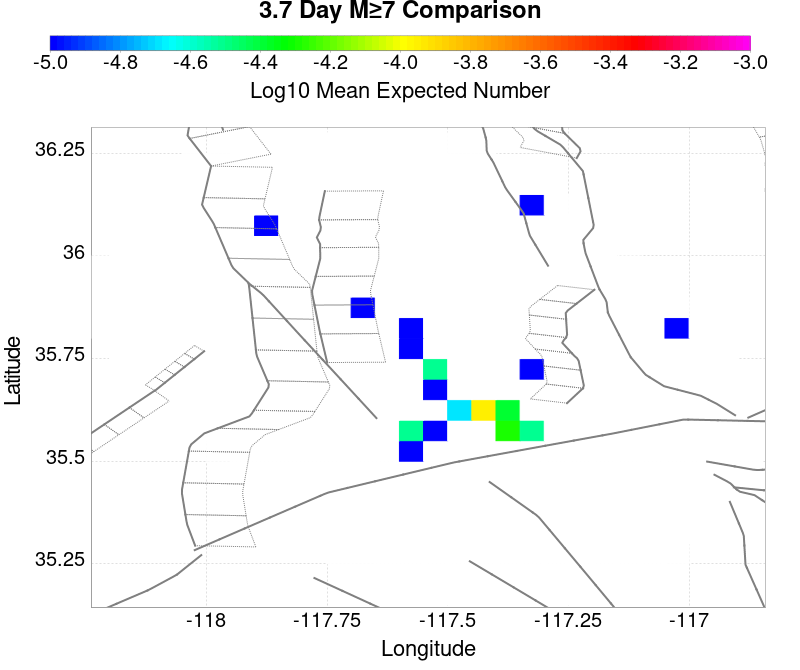 3.7 Day M≥7 Comparison
-5.0 -4.8 -4.6 -4.4 -4.2 -4.0 -3.8 -3.6 -3.4 -3.2 -3.0
Log10 Mean Expected Number
36.25
36
35.75
35.5
35.25
Latitude
-118 -117.75 -117.5 -117.25 -117
Longitude